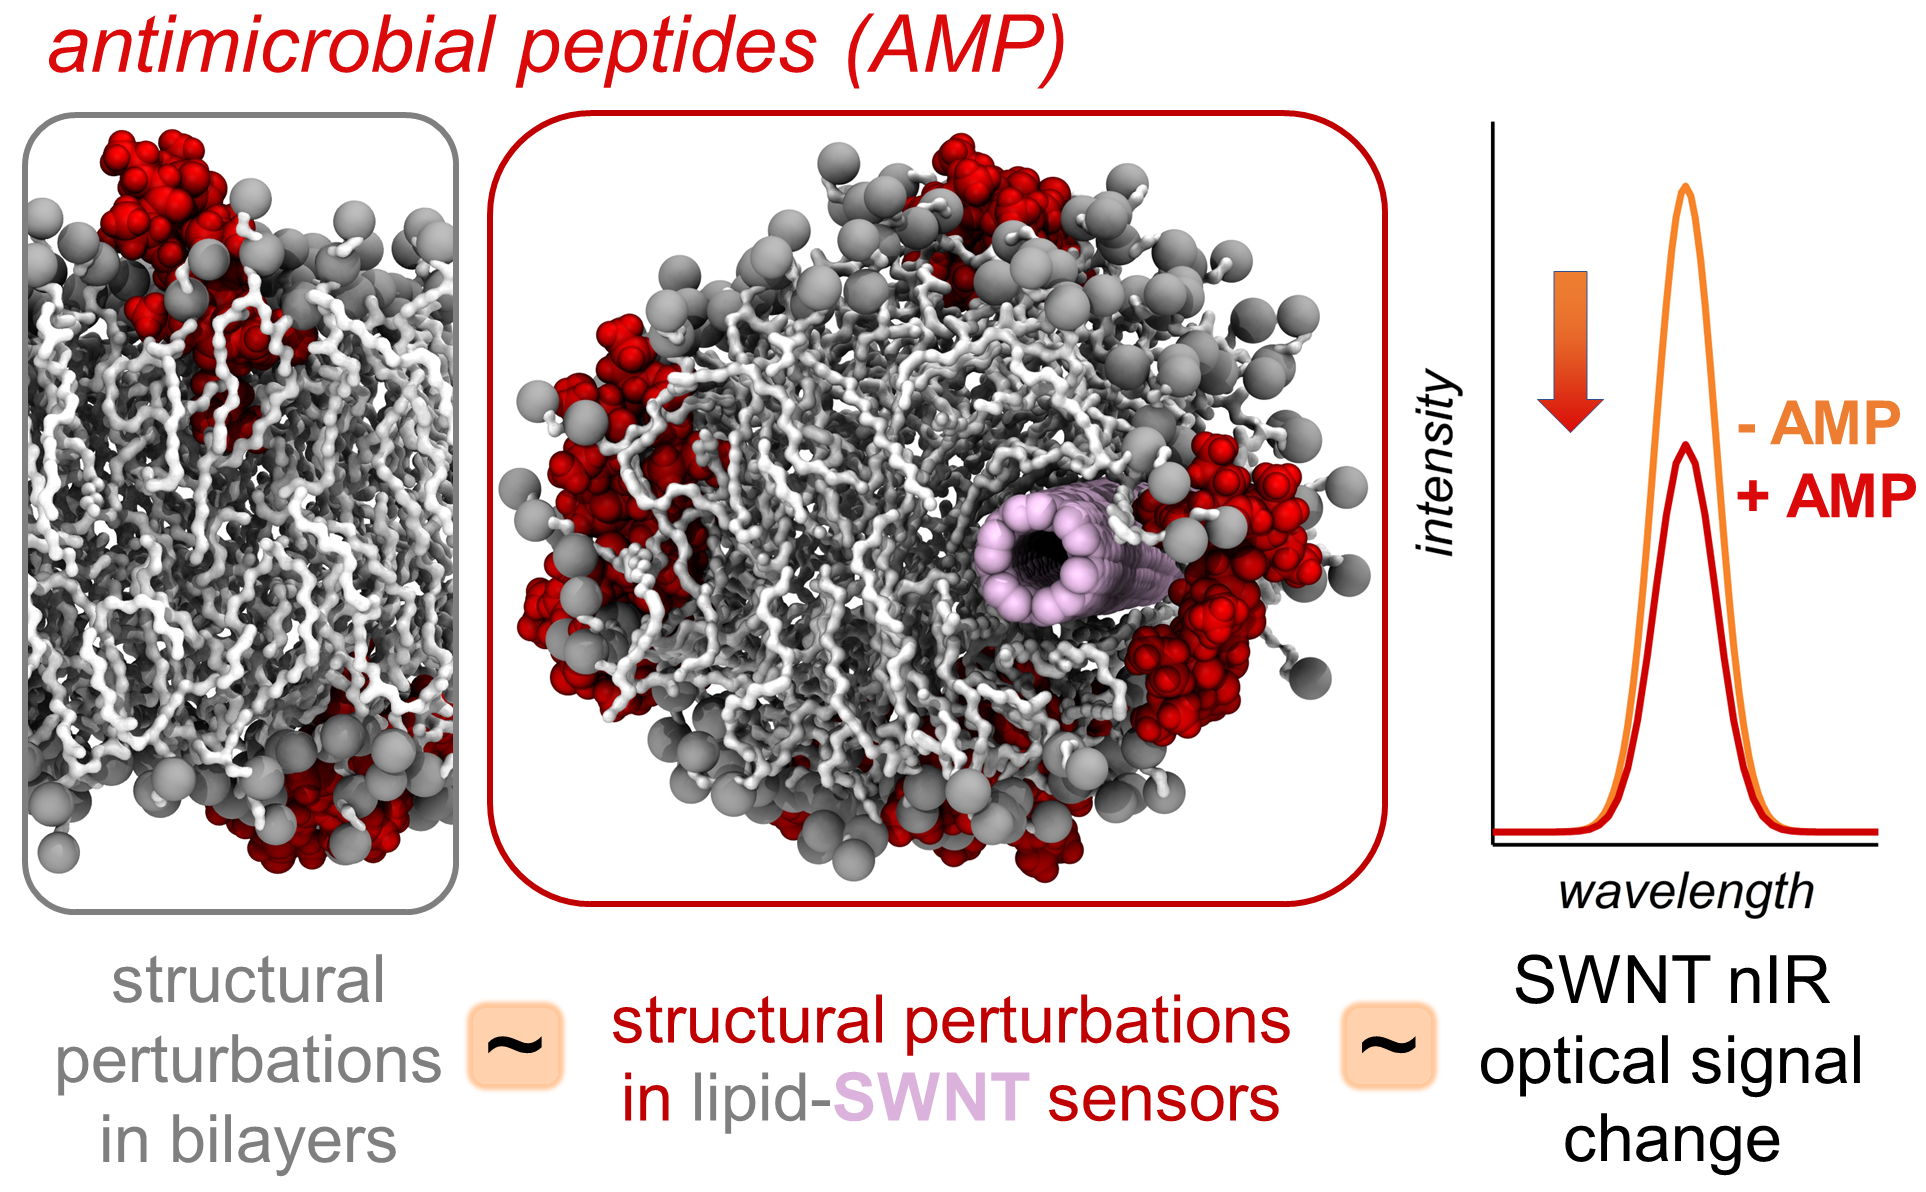 antimicrobial peptides (AMP)
intensity
- AMP
+ AMP
wavelength
structural
perturbations
in bilayers
~
structural perturbations
in lipid-SWNT sensors
~
SWNT nIR
optical signal
change